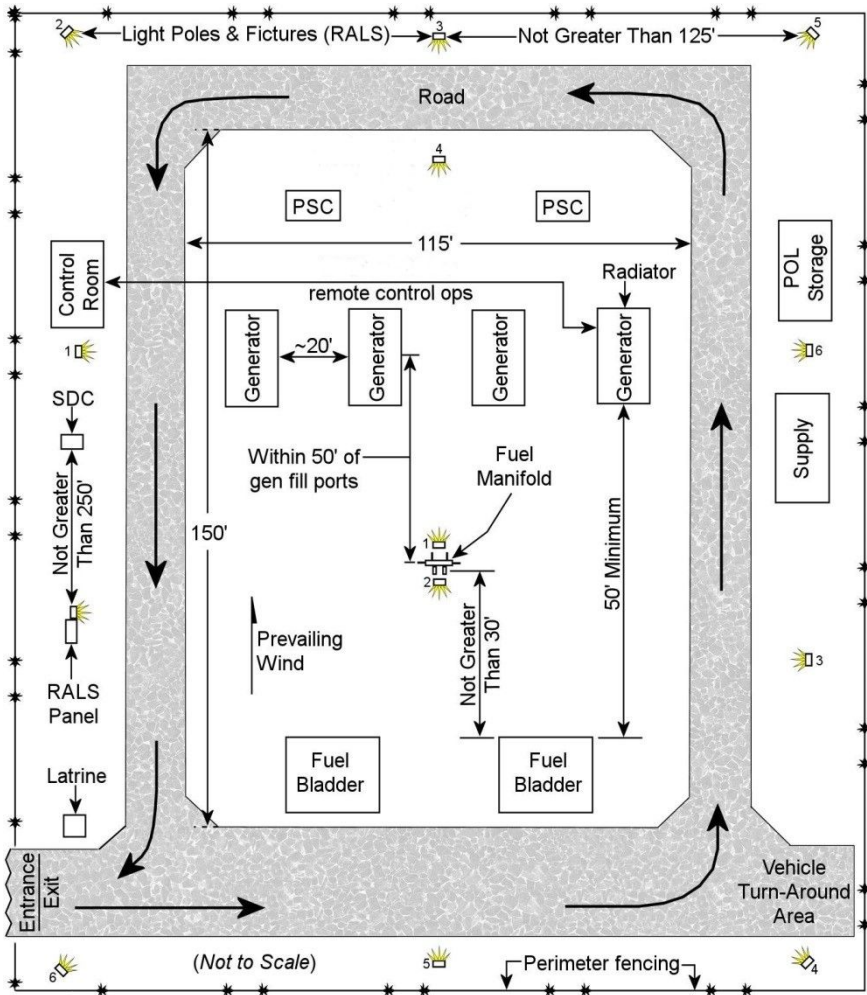 2
Light Poles & Fictures (RALS)
3
Not Greater Than 125'
5
Road
4
PSC
PSC
115'
Control
Room
remote control ops
Radiator
POL
Storage
Generator
~20'
Generator
Generator
Generator
1
6
SDC
Within 50' of
gen fill ports
Fuel
Manifold
Supply
Not Greater
Than 250'
150'
1
2
50' Minimum
Prevailing
Wind
Not Greater
Than 30'
3
RALS
Panel
Latrine
Fuel
Bladder
Fuel
Bladder
Entrance
Exit
Vehicle
Turn-Around
Area
6
(Not to Scale)
5
Perimeter fencing
4